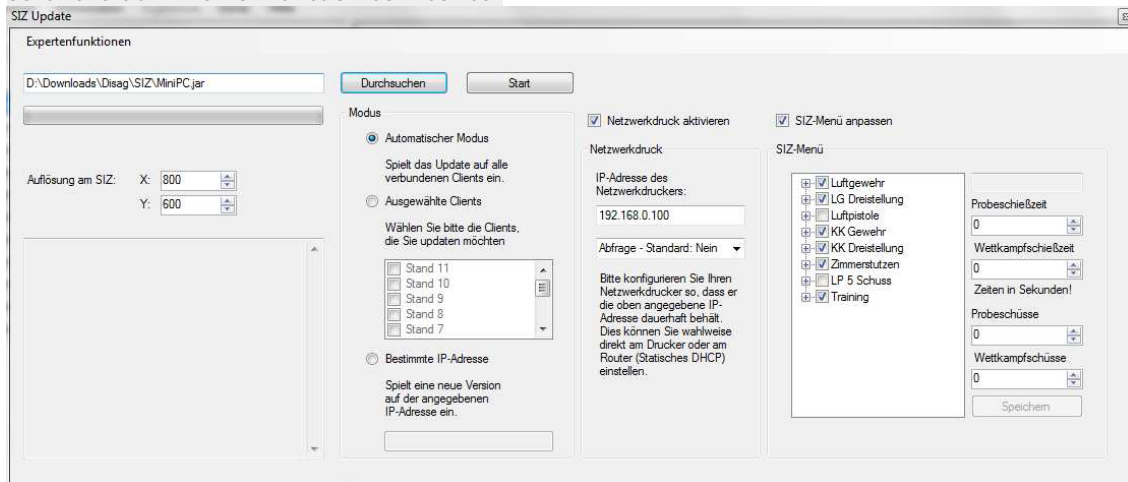 SIZ Update
Expertenfunktionen
D:\Downloads\Disag\SIZ\MiniPC.jar
Durchsuchen
Start
Auflösung am SIZ:
X: 800
Y: 600
Modus
Automatischer Modus
Spielt das Update auf alle
verbundenen Clients ein.
Ausgewählte Clients
Wählen Sie bitte die Clients,
die Sie updaten möchten
Stand 11
Stand 10
Stand 9
Stand 8
Stand 7
Bestimmte IP-Adresse
Spielt eine neue Version
auf der angegebenen
IP-Adresse ein.
Netzwerkdruck aktivieren
Netzwerkdruck
IP-Adresse des
Netzwerkdruckers:
192.168.0.100
Abfrage - Standard: Nein
Bitte konfigurieren Sie Ihren
Netzwerkdrucker so, dass er
die oben angegebene IP-
Adresse dauerhaft behält.
Dies können Sie wahlweise
direkt am Drucker oder am
Router (Statisches DHCP)
einstellen.
SIZ-Menü anpassen
SIZ-Menü
Luftgewehr
LG Dreistellung
Luftpistole
KK Gewehr
KK Dreistellung
Zimmerstutzen
LP 5 Schuss
Training
Probeschießzeit
0
Wettkampfschießzeit
0
Zeiten in Sekunden!
Probeschüsse
0
Wettkampfschüsse
0
Speichern